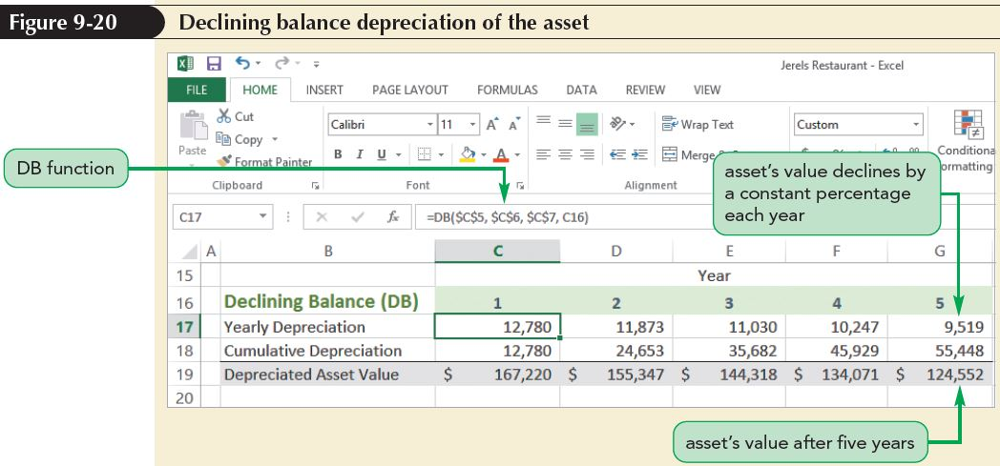 Figure 9-20 Declining balance depreciation of the asset
Jerels Restaurant - Excel
FILE HOME INSERT PAGE LAYOUT FORMULAS DATA REVIEW VIEW
Cut
Copy
Format Painter
Paste
Clipboard
Calibri 11 A A
B I U A
Font
Wrap Text
Merge
Alignment
Custom
Conditiona
ormatting
DB function
asset's value declines by
a constant percentage
each year
C17 fx =DB($C$5, $C$6, $C$7, C16)
A B C D E F G
15 Year
16 Declining Balance (DB) 1 2 3 4 5
17 Yearly Depreciation 12,780 11,873 11,030 10,247 9,519
18 Cumulative Depreciation 12,780 24,653 35,682 45,929 55,448
19 Depreciated Asset Value $ 167,220 $ 155,347 $ 144,318 $ 134,071 $ 124,552
20
asset's value after five years